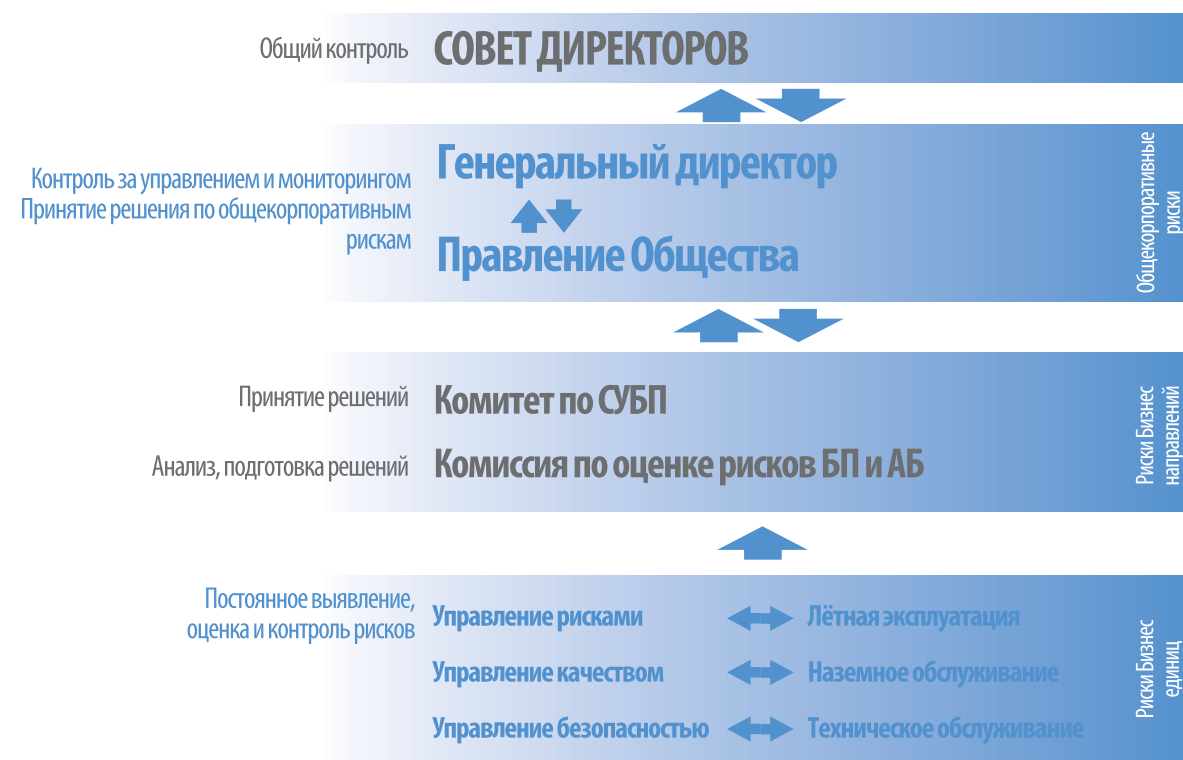 Общий контроль
СОВЕТ ДИРЕКТОРОВ
Контроль за управлением и мониторингом
Принятие решения по общекорпоративным
рискам
Генеральный директор
Правление Общества
Общекорпоративные
риски
Принятие решений
Комитет по СУБП
Анализ, подготовка решений
Комиссия по оценке рисков БП и АБ
Риски Бизнес
направлений
Постоянное выявление,
оценка и контроль рисков
Управление рисками
Лётная эксплуатация
Управление качеством
Наземное обслуживание
Управление безопасностью
Техническое обслуживание
Риски Бизнес
единиц